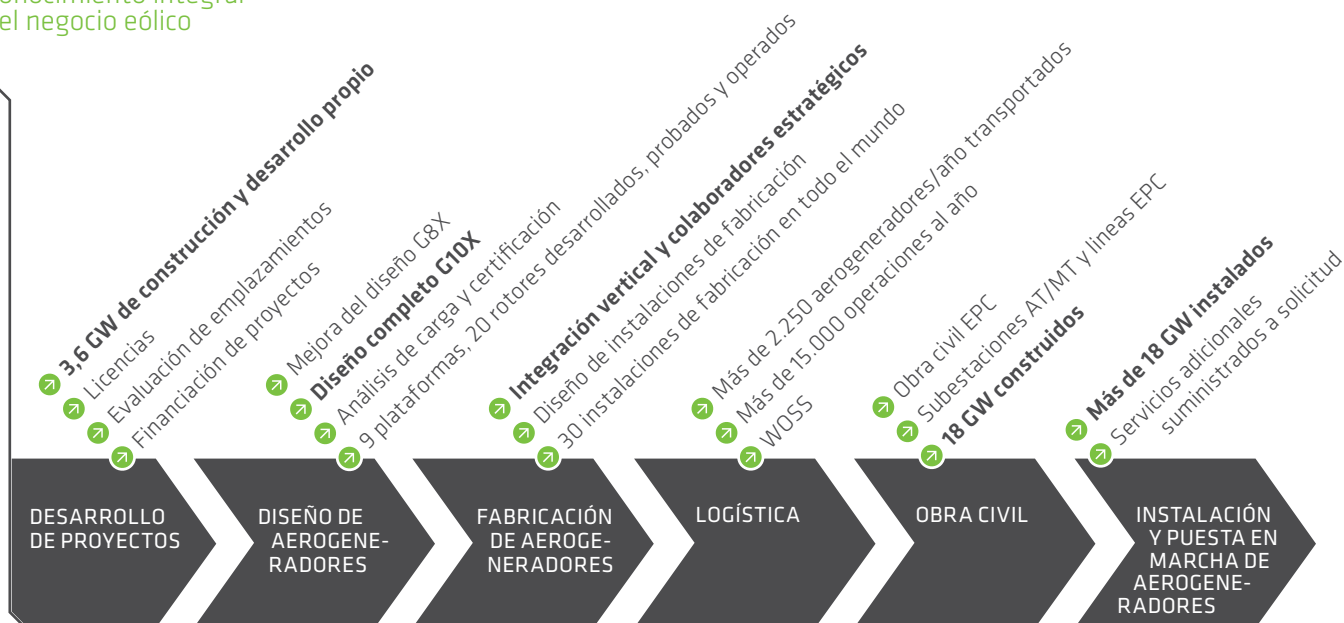 el negocio eólico
3,6 GW de construcción y desarrollo propio
Licencias
Evaluación de emplazamientos
Financiación de proyectos
DESARROLLO
DE PROYECTOS
Mejora del diseño G8X
Diseño completo G10X
Análisis de carga y certificación
9 plataformas, 20 rotores desarrollados, probados y operados
DISEÑO DE
AEROGENE-
RADORES
Integración vertical y colaboradores estratégicos
Diseño de instalaciones de fabricación
30 instalaciones de fabricación en todo el mundo
FABRICACIÓN
DE AEROGE-
NERADORES
Más de 2.250 aerogeneradores/año transportados
Más de 15.000 operaciones al año
WOSS
LOGÍSTICA
Obra civil EPC
Subestaciones AT/MT y lineas EPC
18 GW construidos
OBRA CIVIL
Más de 18 GW instalados
Servicios adicionales
suministrados a solicitud
INSTALACIÓN
Y PUESTA EN
MARCHA DE
AEROGENE-
RADORES